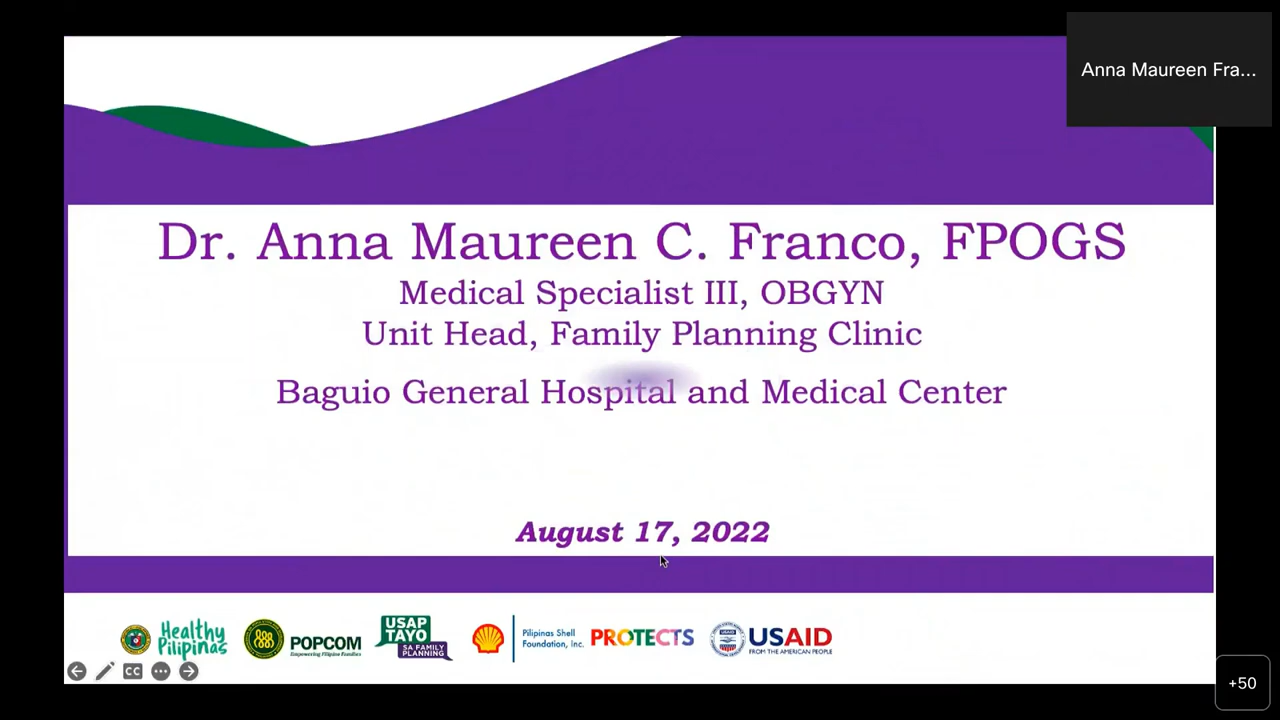 Anna Maureen Fra...
Dr. Anna Maureen C. Franco, FPOGS
Medical Specialist III, OBGYN
Unit Head, Family Planning Clinic
Baguio General Hospital and Medical Center
August 17, 2022
Healthy
Pilipinas
POPCOM
Empowering Filipino Families
USAP
TAYO
SA FAMILY
PLANNING
Pilipinas Shell
Foundation, Inc.
PROTECTS
USAID
FROM THE AMERICAN PEOPLE
CC
+50